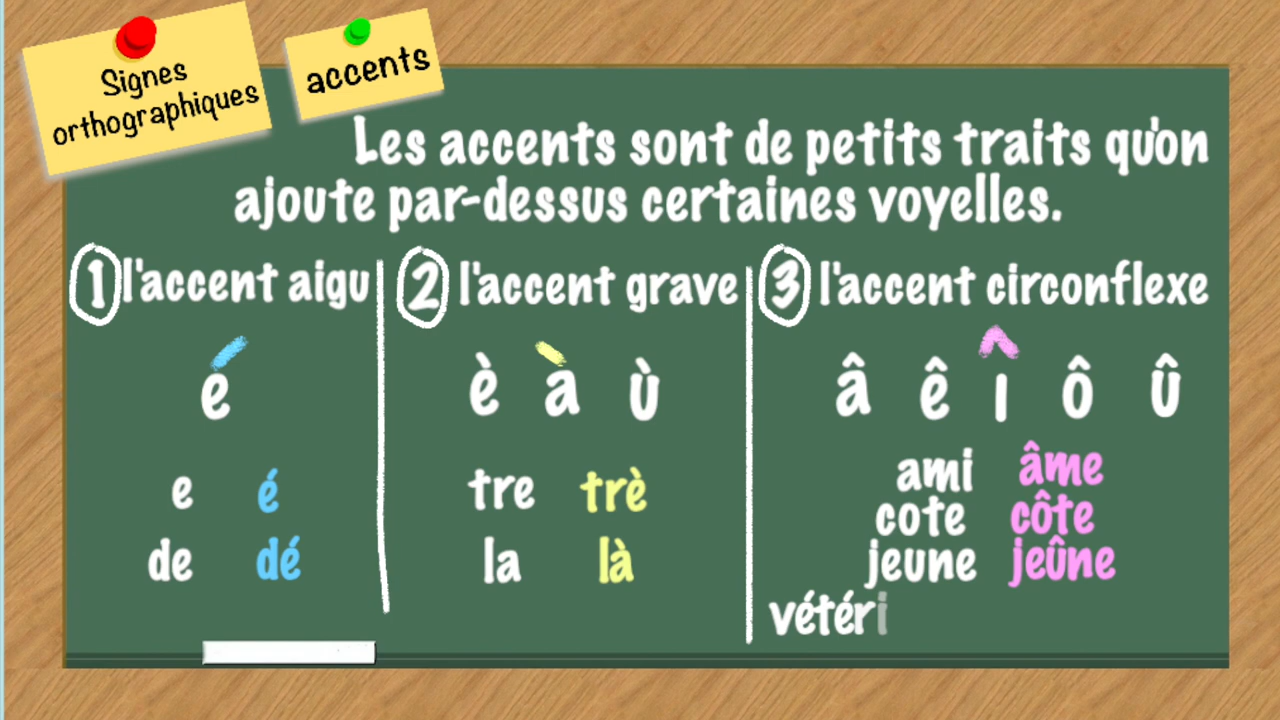 Signes
orthographiques
accents
Les accents sont de petits traits qu'on
ajoute par-dessus certaines voyelles.
1 l'accent aigu
é
e é
de dé
2 l'accent grave
è à ù
tre trè
la là
3 l'accent circonflexe
â ê î ô û
ami âme
cote côte
jeune jeûne
vétéri